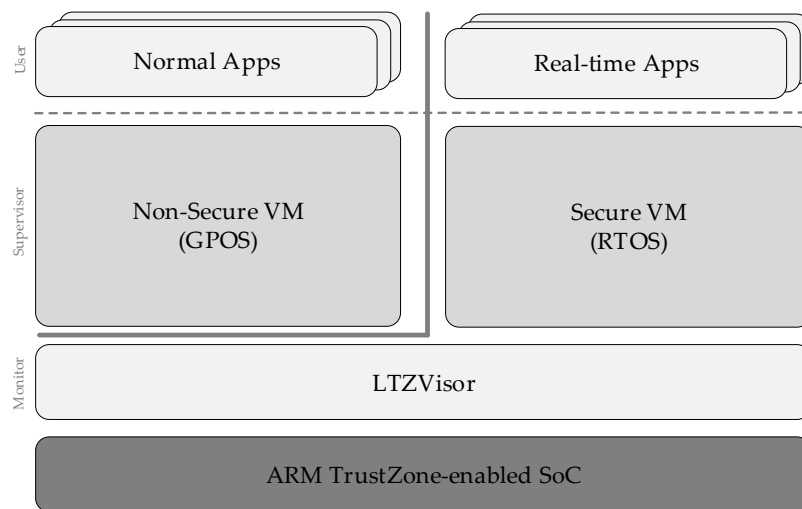 User
Normal Apps
Real-time Apps
Supervisor
Non-Secure VM
(GPOS)
Secure VM
(RTOS)
Monitor
LTZVisor
ARM TrustZone-enabled SoC